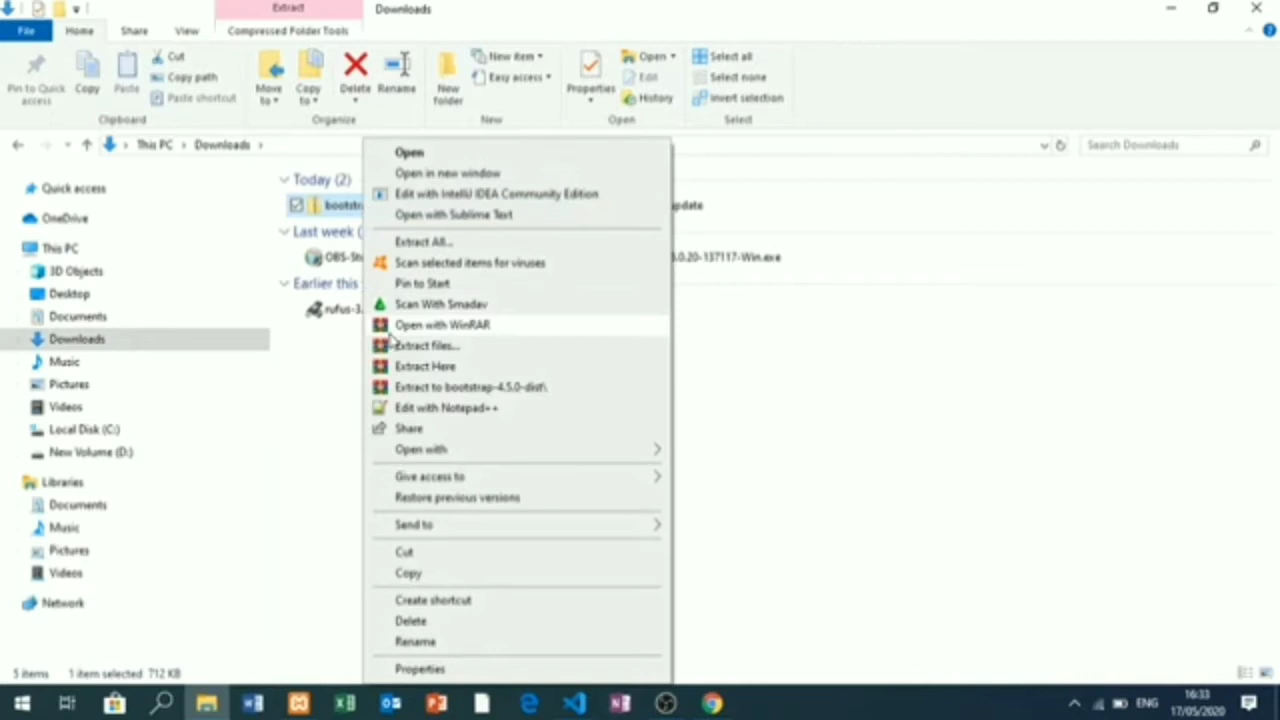 Extract
Downloads
File
Home
Share
View
Compressed Folder Tools
Pin to Quick access
Copy
Paste
Cut
Copy path
Paste shortcut
Clipboard
Move to
Copy to
Delete
Rename
Organize
New folder
New item
Easy access
New
Properties
Open
Edit
History
Open
Select all
Select none
Invert selection
Select
This PC
Downloads
Search Downloads
Quick access
OneDrive
This PC
3D Objects
Desktop
Documents
Downloads
Music
Pictures
Videos
Local Disk (C:)
New Volume (D:)
Libraries
Documents
Music
Pictures
Videos
Network
Today (2)
Last week
Earlier this
rufus-3.
5.0.20-137117-Win.exe
Open
Open in new window
Edit with IntelliJ IDEA Community Edition
Open with Sublime Text
Extract All...
Scan selected items for viruses
Pin to Start
Scan With Smadav
Open with WinRAR
Extract files...
Extract Here
Extract to bootstrap-4.5.0-dist\
Edit with Notepad++
Share
Open with
Give access to
Restore previous versions
Send to
Cut
Copy
Create shortcut
Delete
Rename
Properties
5 items 1 item selected 712 KB
ENG
16:33
17/05/2020